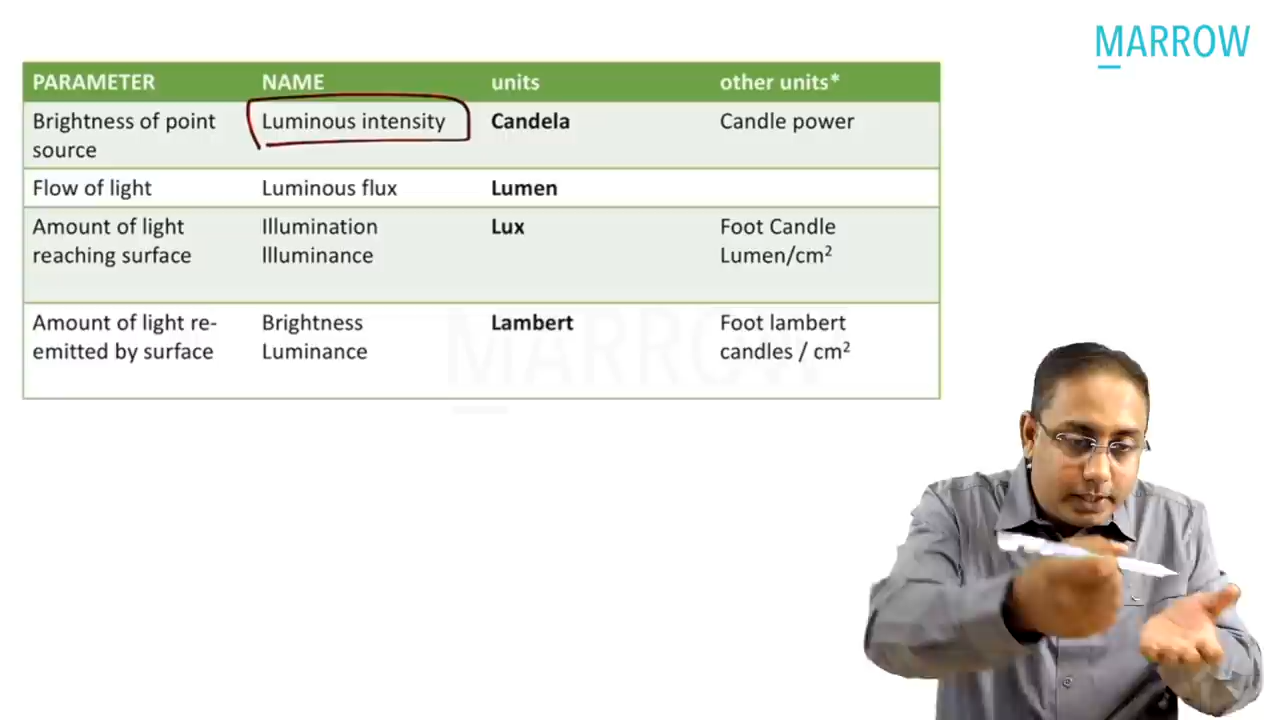 MARROW
PARAMETER NAME units other units*
Brightness of point Luminous intensity Candela Candle power
source
Flow of light Luminous flux Lumen
Amount of light Illumination Lux Foot Candle
reaching surface Illuminance Lumen/cm²
Amount of light re- Brightness Lambert Foot lambert
emitted by surface Luminance candles / cm²
MARROW